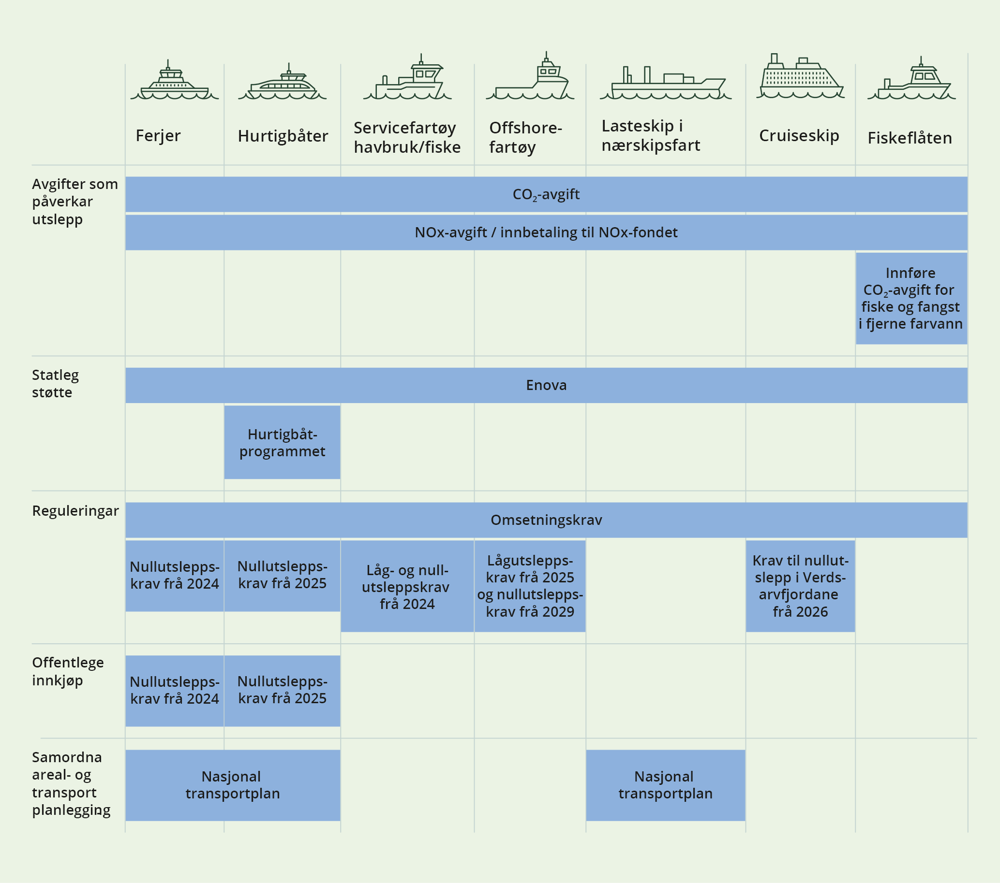 Ferjer
Hurtigbåter
Servicefartøy
havbruk/fiske
Offshore-
fartøy
Lasteskip i
nærskipsfart
Cruiseskip
Fiskeflåten
Avgifter som
påverkar
utslepp
CO₂-avgift
NOx-avgift / innbetaling til NOx-fondet
Innføre
CO₂-avgift for
fiske og fangst
i fjerne farvann
Statleg
støtte
Enova
Hurtigbåt-
programmet
Reguleringar
Omsetningskrav
Nullutslepps-
krav frå 2024
Nullutslepps-
krav frå 2025
Låg- og null-
utsleppskrav
frå 2024
Lågutslepps-
krav frå 2025
og nullutslepps-
krav frå 2029
Krav til nullut-
slepp i Verds-
arvfjordane
frå 2026
Offentlege
innkjøp
Nullutslepps-
krav frå 2024
Nullutslepps-
krav frå 2025
Samordna
areal- og
transport
planlegging
Nasjonal
transportplan
Nasjonal
transportplan